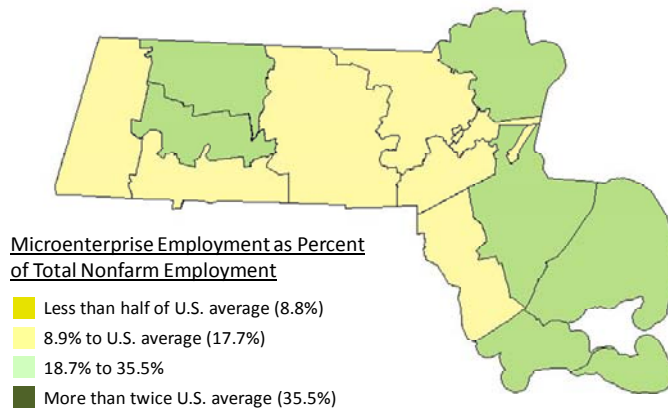 Microenterprise Employment as Percent
of Total Nonfarm Employment
Less than half of U.S. average (8.8%)
8.9% to U.S. average (17.7%)
18.7% to 35.5%
More than twice U.S. average (35.5%)